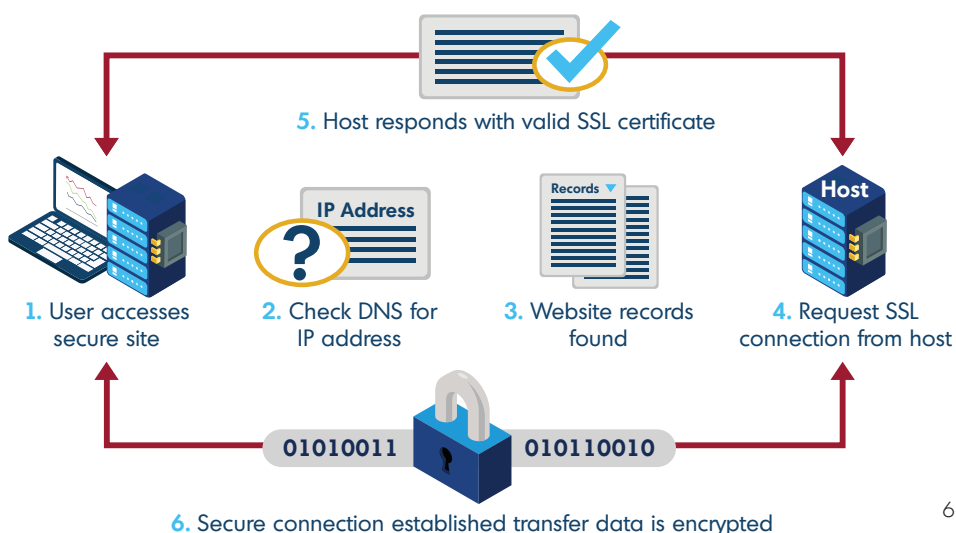 5. Host responds with valid SSL certificate
Host
IP Address
?
Records
1. User accesses
secure site
2. Check DNS for
IP address
3. Website records
found
4. Request SSL
connection from host
01010011
010110010
6. Secure connection established transfer data is encrypted
6